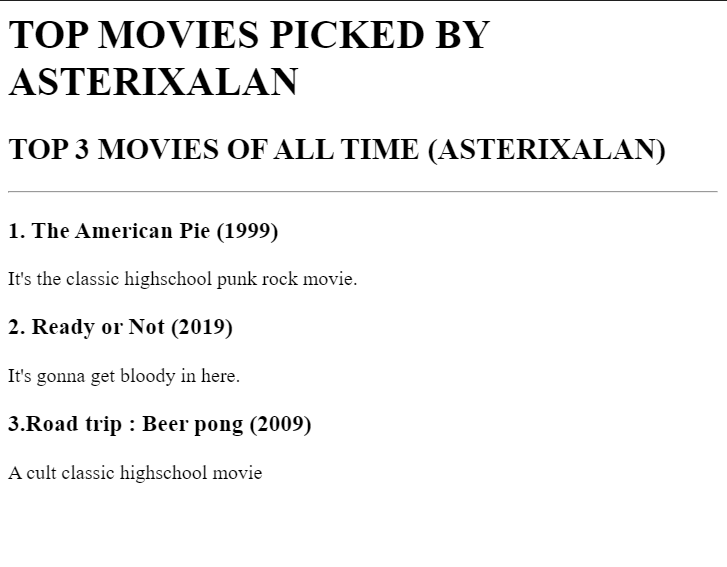 TOP MOVIES PICKED BY
ASTERIXALAN
TOP 3 MOVIES OF ALL TIME (ASTERIXALAN)
1. The American Pie (1999)
It's the classic highschool punk rock movie.
2. Ready or Not (2019)
It's gonna get bloody in here.
3.Road trip : Beer pong (2009)
A cult classic highschool movie